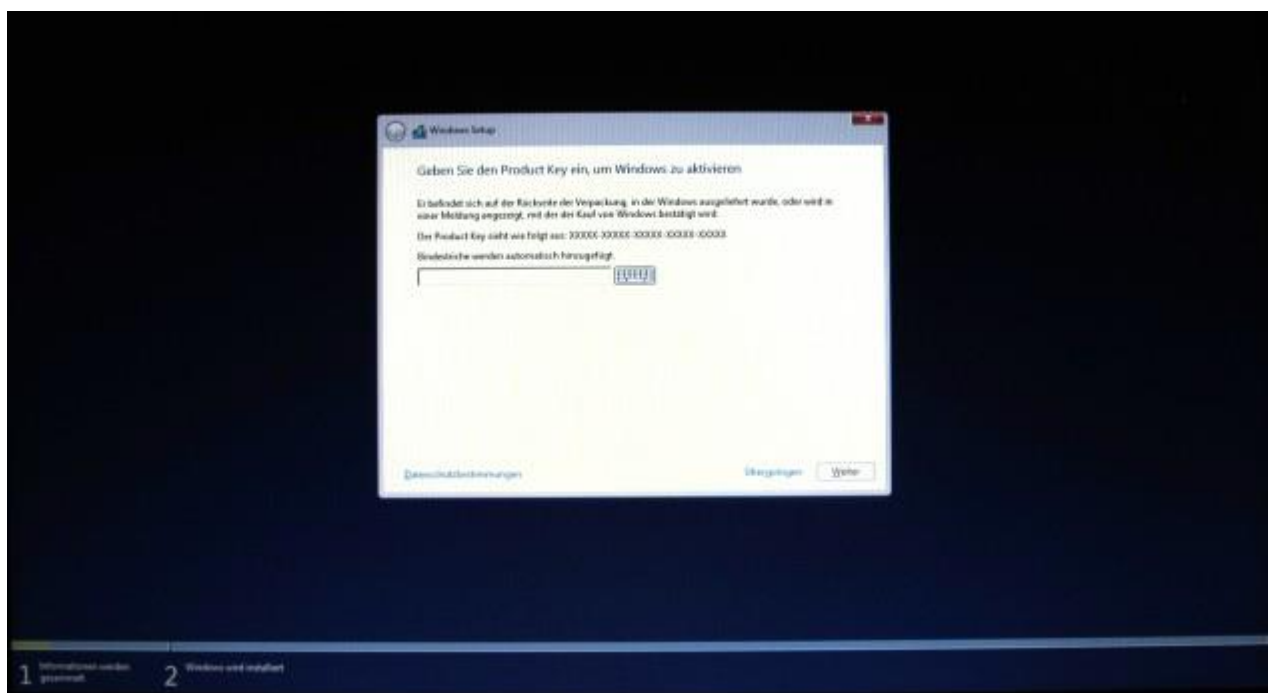 Windows Setup
Geben Sie den Product Key ein, um Windows zu aktivieren
Er befindet sich auf der Rückseite der Verpackung, in der Windows ausgeliefert wurde, oder wird in
einer Meldung angezeigt, mit der der Kauf von Windows bestätigt wird.
Der Product Key sieht wie folgt aus: XXXXX-XXXXX-XXXXX-XXXXX-XXXXX
Bindestriche werden automatisch hinzugefügt.
Datenschutzbestimmungen
Überspringen
Weiter
1 Informationen werden
gesammelt
2 Windows wird installiert